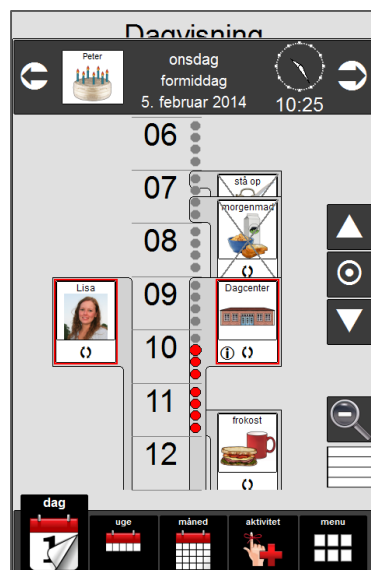 Dagvisning
Peter
onsdag
formiddag
5. februar 2014
10:25
06
07
stå op
morgenmad
08
09
Lisa
Dagcenter
10
11
frokost
12
dag
1
uge
måned
aktivitet
menu